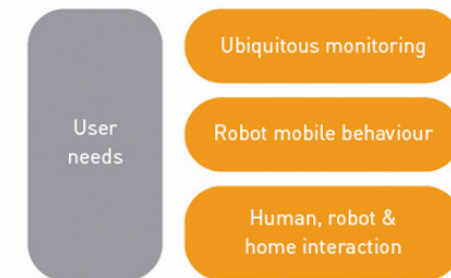 User
needs
Ubiquitous monitoring
Robot mobile behaviour
Human, robot &
home interaction